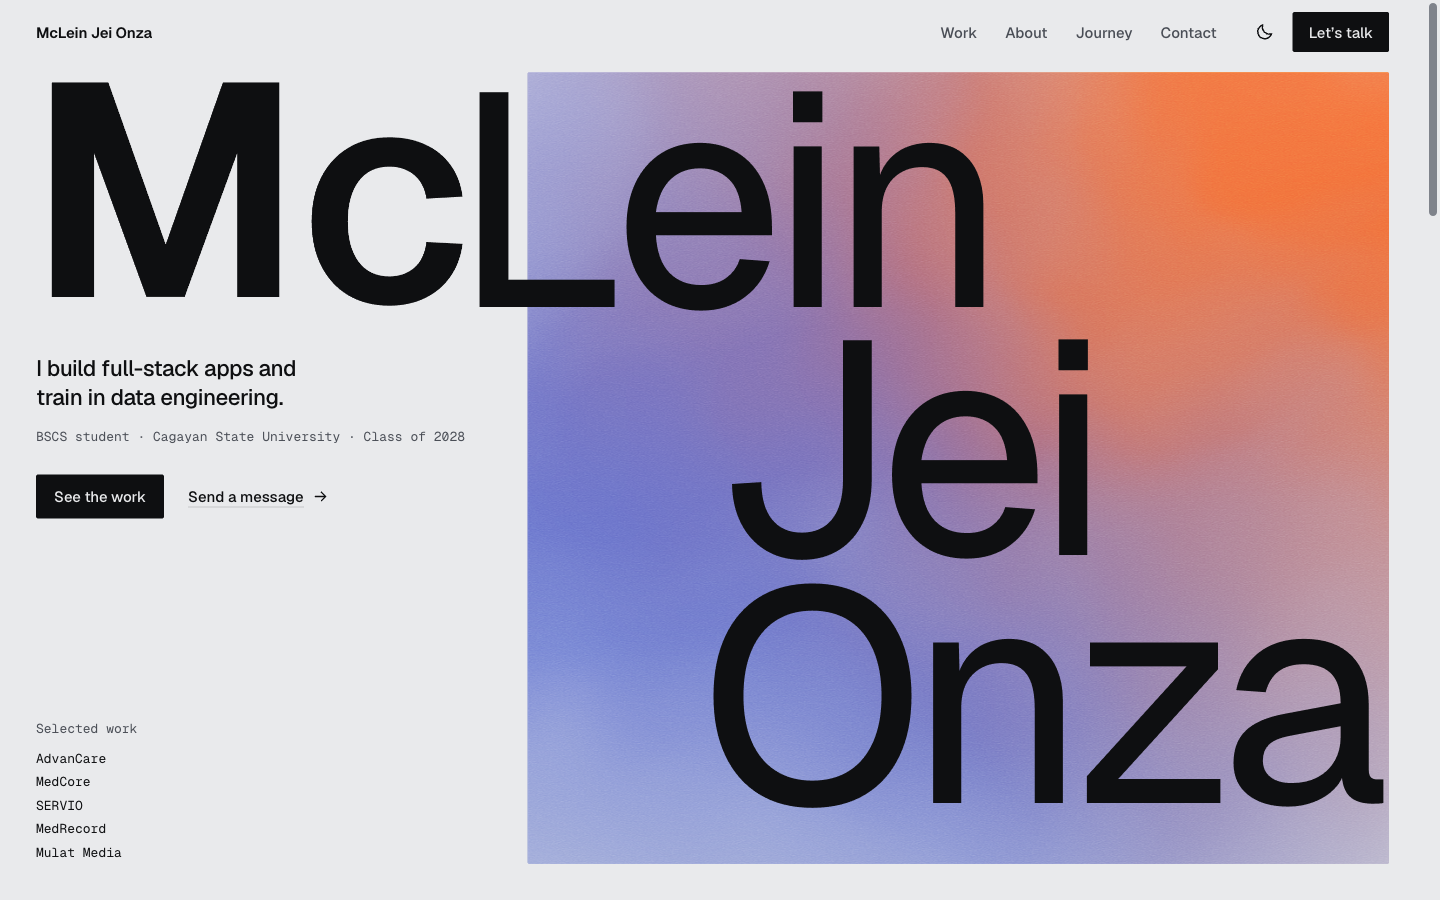 McLein Jei Onza
Work
About
Journey
Contact
Let's talk
McLein
Jei
Onza
I build full-stack apps and
train in data engineering.
BSCS student · Cagayan State University · Class of 2028
See the work
Send a message →
Selected work
AdvanCare
MedCore
SERVIO
MedRecord
Mulat Media